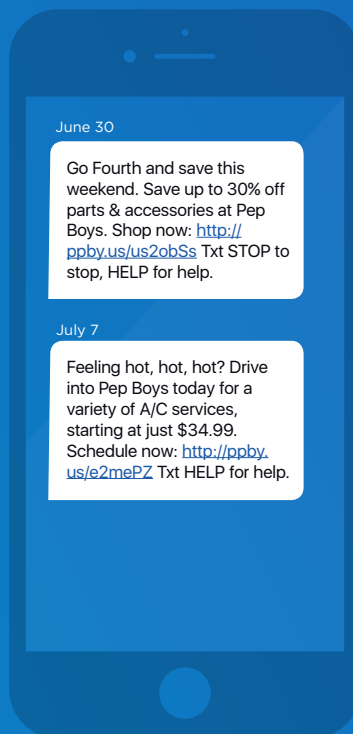 June 30
Go Fourth and save this
weekend. Save up to 30% off
parts & accessories at Pep
Boys. Shop now: http://
ppby.us/us2obSs Txt STOP to
stop, HELP for help.
July 7
Feeling hot, hot, hot? Drive
into Pep Boys today for a
variety of A/C services,
starting at just $34.99.
Schedule now: http://ppby.
us/e2mePZ Txt HELP for help.